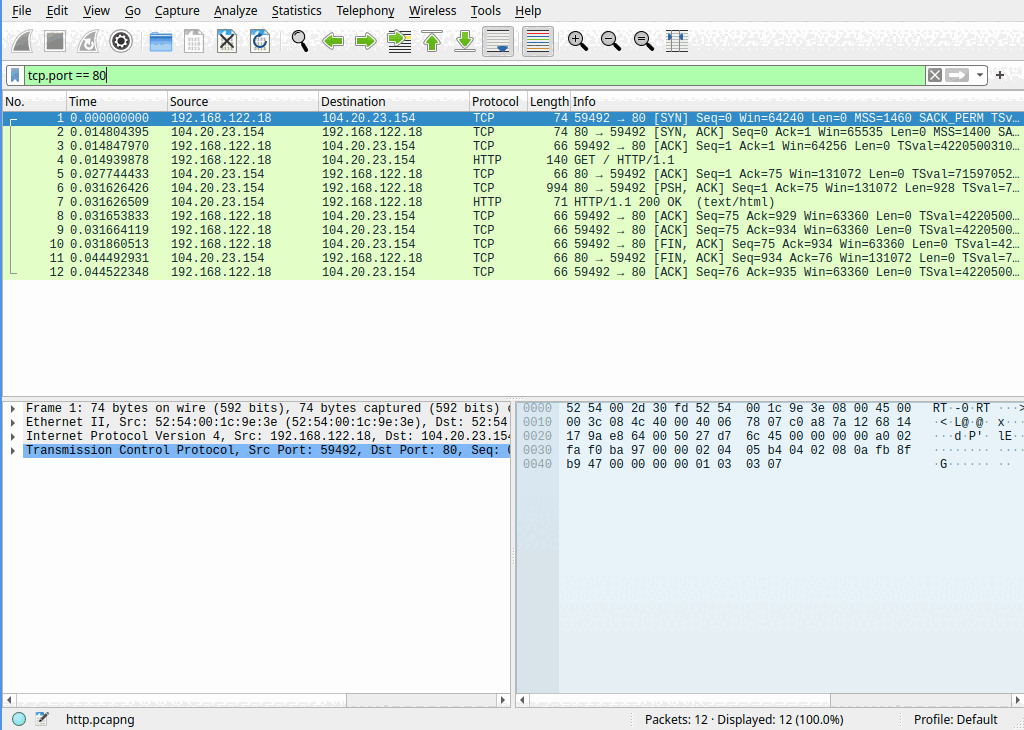 File Edit View Go Capture Analyze Statistics Telephony Wireless Tools Help
tcp.port == 80
No. Time Source Destination Protocol Length Info
1 0.000000000 192.168.122.18 104.20.23.154 TCP 74 59492 → 80 [SYN] Seq=0 Win=64240 Len=0 MSS=1460 SACK_PERM TSv…
2 0.014804395 104.20.23.154 192.168.122.18 TCP 74 80 → 59492 [SYN, ACK] Seq=0 Ack=1 Win=65535 Len=0 MSS=1400 SA…
3 0.014847970 192.168.122.18 104.20.23.154 TCP 66 59492 → 80 [ACK] Seq=1 Ack=1 Win=64256 Len=0 TSval=4220500310…
4 0.014939878 192.168.122.18 104.20.23.154 HTTP 140 GET / HTTP/1.1
5 0.027744433 104.20.23.154 192.168.122.18 TCP 66 80 → 59492 [ACK] Seq=1 Ack=75 Win=131072 Len=0 TSval=71597052…
6 0.031626426 104.20.23.154 192.168.122.18 TCP 994 80 → 59492 [PSH, ACK] Seq=1 Ack=75 Win=131072 Len=928 TSval=7…
7 0.031626509 104.20.23.154 192.168.122.18 HTTP 71 HTTP/1.1 200 OK (text/html)
8 0.031653833 192.168.122.18 104.20.23.154 TCP 66 59492 → 80 [ACK] Seq=75 Ack=929 Win=63360 Len=0 TSval=4220500…
9 0.031664119 192.168.122.18 104.20.23.154 TCP 66 59492 → 80 [ACK] Seq=75 Ack=934 Win=63360 Len=0 TSval=4220500…
10 0.031860513 192.168.122.18 104.20.23.154 TCP 66 59492 → 80 [FIN, ACK] Seq=75 Ack=934 Win=63360 Len=0 TSval=42…
11 0.044492931 104.20.23.154 192.168.122.18 TCP 66 80 → 59492 [FIN, ACK] Seq=934 Ack=76 Win=131072 Len=0 TSval=7…
12 0.044522348 192.168.122.18 104.20.23.154 TCP 66 59492 → 80 [ACK] Seq=76 Ack=935 Win=63360 Len=0 TSval=4220500…
Frame 1: 74 bytes on wire (592 bits), 74 bytes captured (592 bits)
Ethernet II, Src: 52:54:00:1c:9e:3e (52:54:00:1c:9e:3e), Dst: 52:54
Internet Protocol Version 4, Src: 192.168.122.18, Dst: 104.20.23.154
Transmission Control Protocol, Src Port: 59492, Dst Port: 80, Seq:
0000 52 54 00 2d 30 fd 52 54 00 1c 9e 3e 08 00 45 00 RT·-0·RT ···>
0010 00 3c 08 4c 40 00 40 06 78 07 c0 a8 7a 12 68 14 ·<·L@·@· x···
0020 17 9a e8 64 00 50 27 d7 6c 45 00 00 00 00 a0 02 ···d·P'· lE··
0030 fa f0 ba 97 00 00 02 04 05 b4 04 02 08 0a fb 8f ········ ····
0040 b9 47 00 00 00 00 01 03 03 07 ·G······ ··
http.pcapng
Packets: 12 · Displayed: 12 (100.0%)
Profile: Default